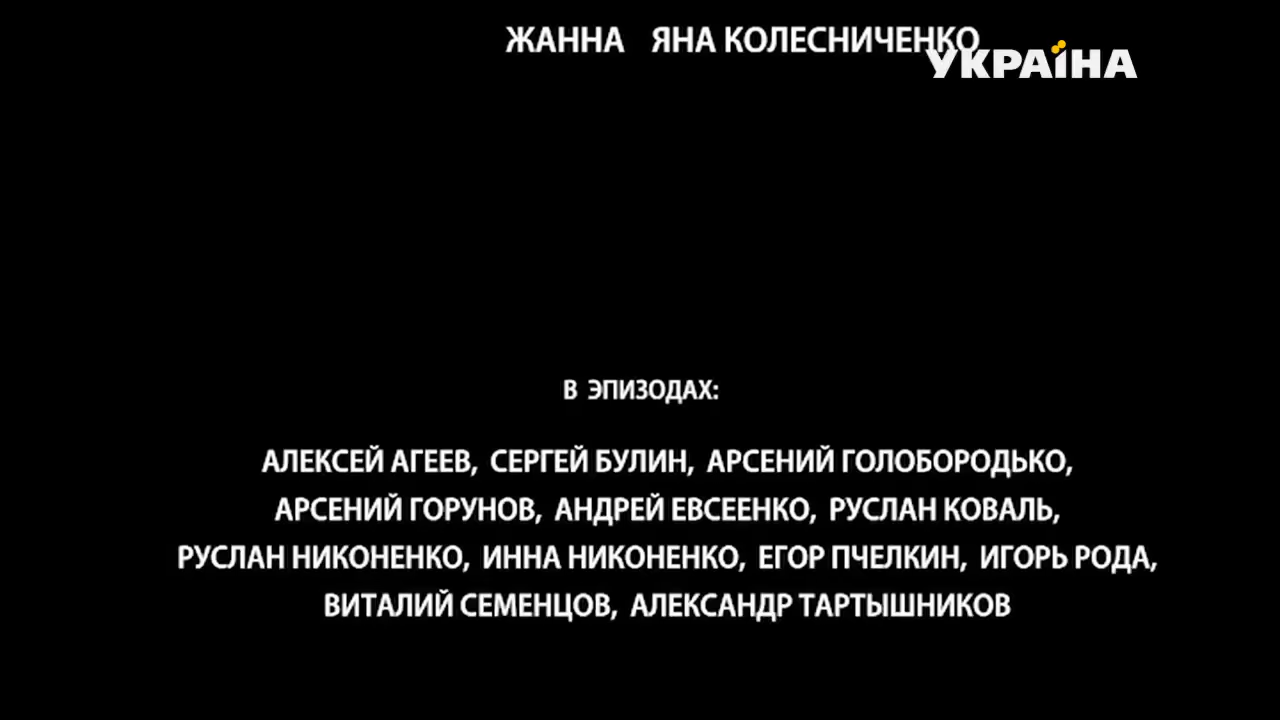 ЖАННА ЯНА КОЛЕСНИЧЕНКО
УКРАЇНА
В ЭПИЗОДАХ:
АЛЕКСЕЙ АГЕЕВ, СЕРГЕЙ БУЛИН, АРСЕНИЙ ГОЛОБОРОДЬКО,
АРСЕНИЙ ГОРУНОВ, АНДРЕЙ ЕВСЕЕНКО, РУСЛАН КОВАЛЬ,
РУСЛАН НИКОНЕНКО, ИННА НИКОНЕНКО, ЕГОР ПЧЕЛКИН, ИГОРЬ РОДА,
ВИТАЛИЙ СЕМЕНЦОВ, АЛЕКСАНДР ТАРТЫШНИКОВ